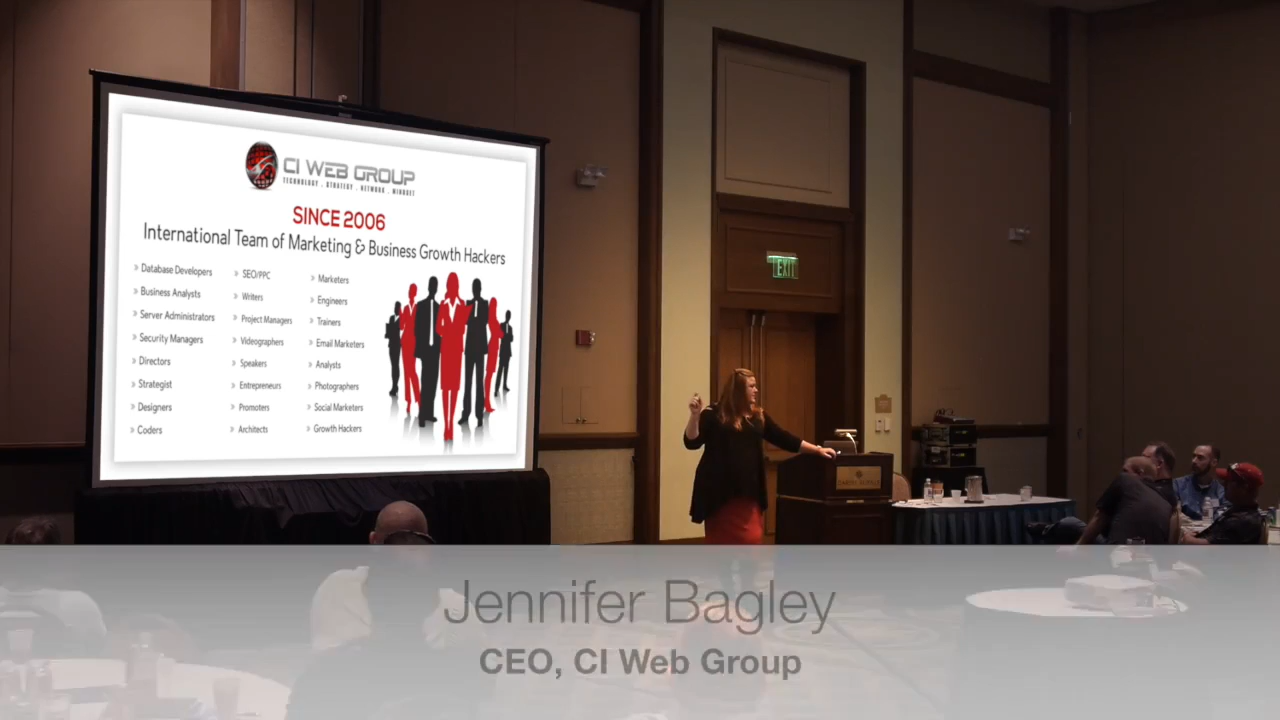 CI WEB GROUP
TECHNOLOGY . STRATEGY . NETWORK . MINDSET
SINCE 2006
International Team of Marketing & Business Growth Hackers
» Database Developers
» Business Analysts
» Server Administrators
» Security Managers
» Directors
» Strategist
» Designers
» Coders
» SEO/PPC
» Writers
» Project Managers
» Videographers
» Speakers
» Entrepreneurs
» Promoters
» Architects
» Marketers
» Engineers
» Trainers
» Email Marketers
» Analysts
» Photographers
» Social Marketers
» Growth Hackers
EXIT
Jennifer Bagley
CEO, CI Web Group